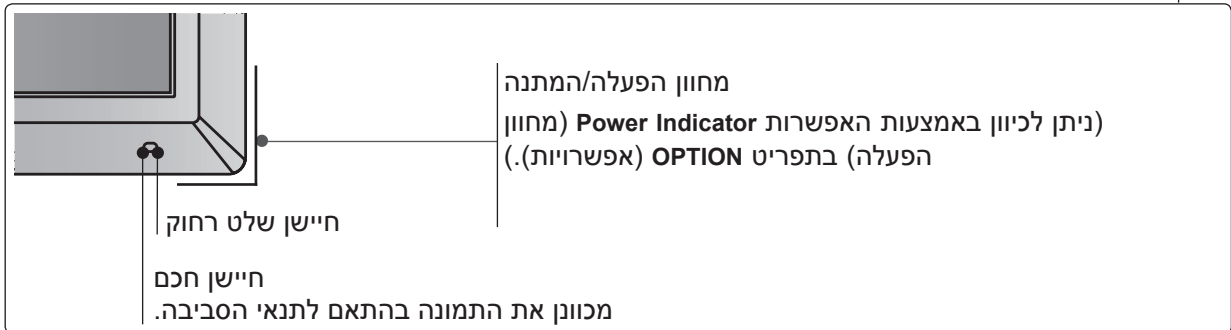 מחוון הפעלה/המתנה
(ניתן לכיוון באמצעות האפשרות Power Indicator (מחוון
הפעלה) בתפריט OPTION (אפשרויות).)
חיישן שלט רחוק
חיישן חכם
מכוונן את התמונה בהתאם לתנאי הסביבה.